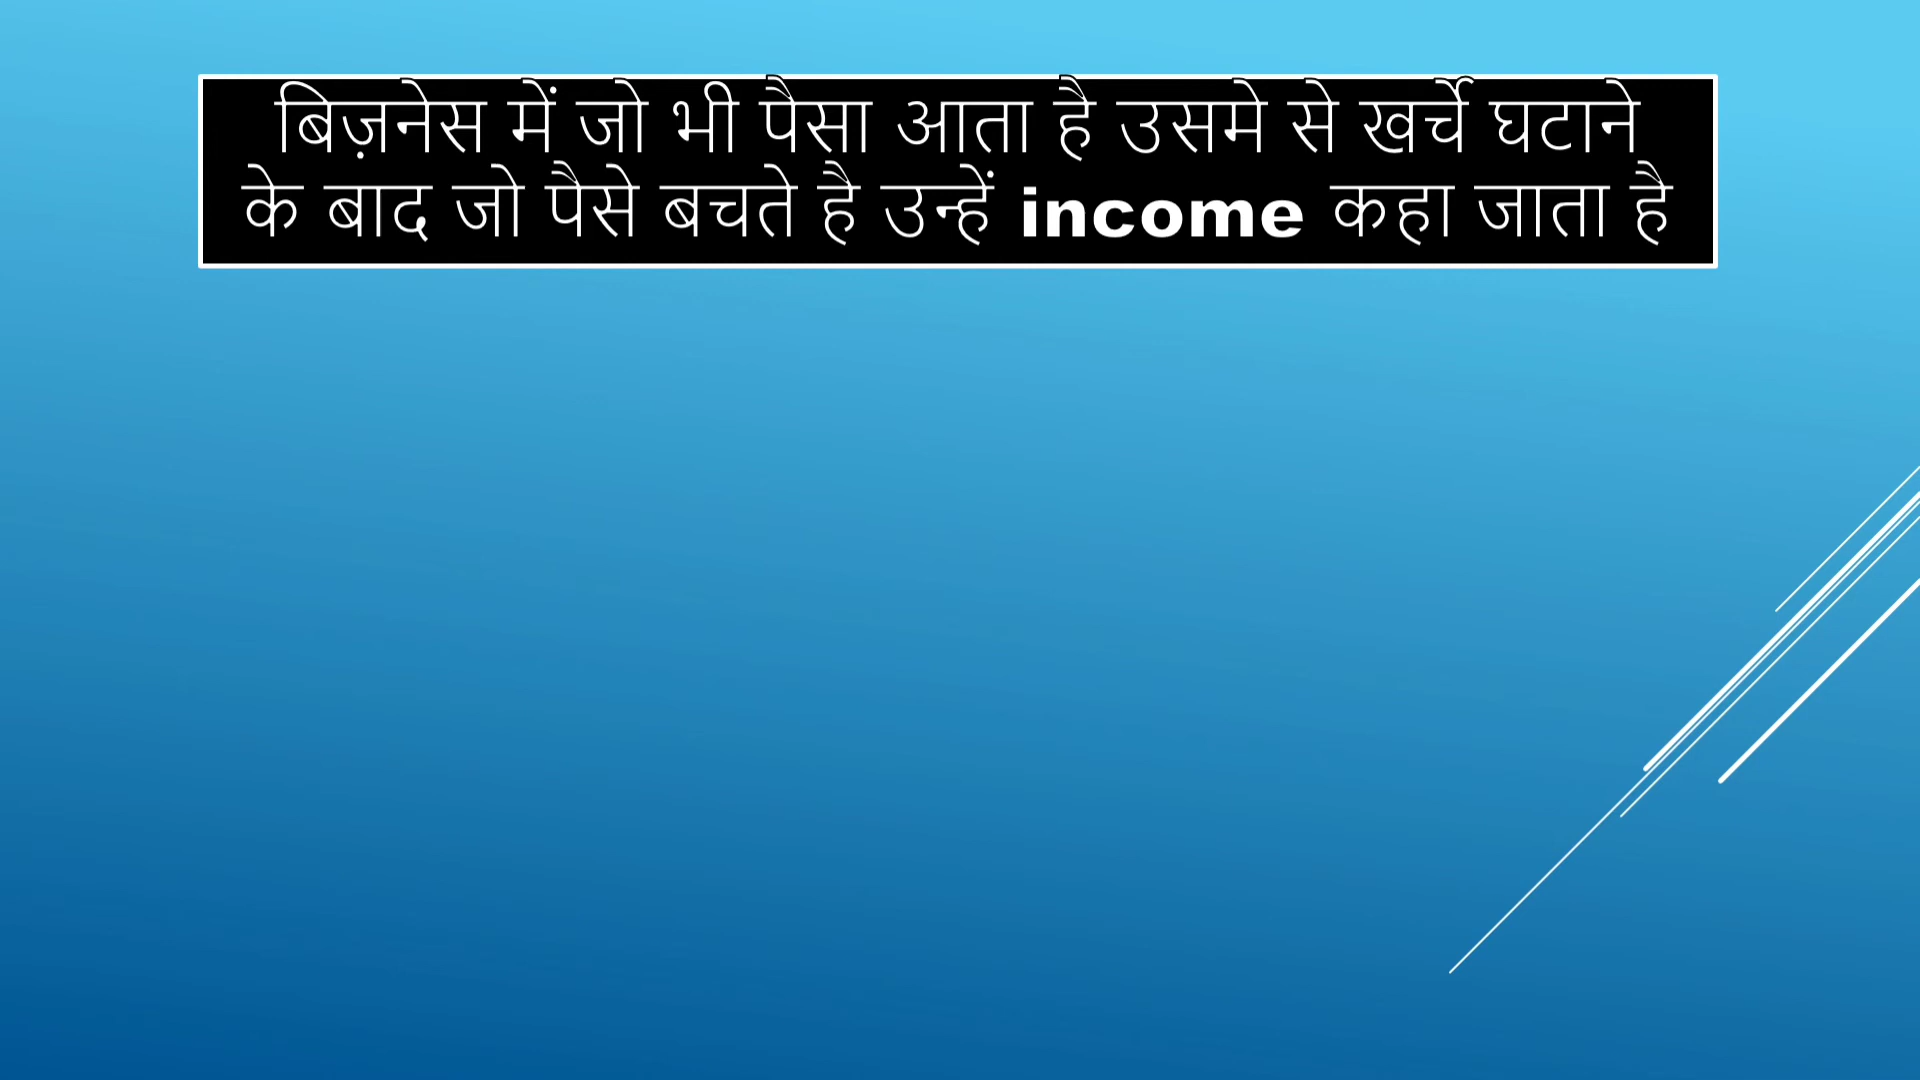 बिज़नेस में जो भी पैसा आता है उसमे से खर्चे घटाने
के बाद जो पैसे बचते है उन्हें income कहा जाता है